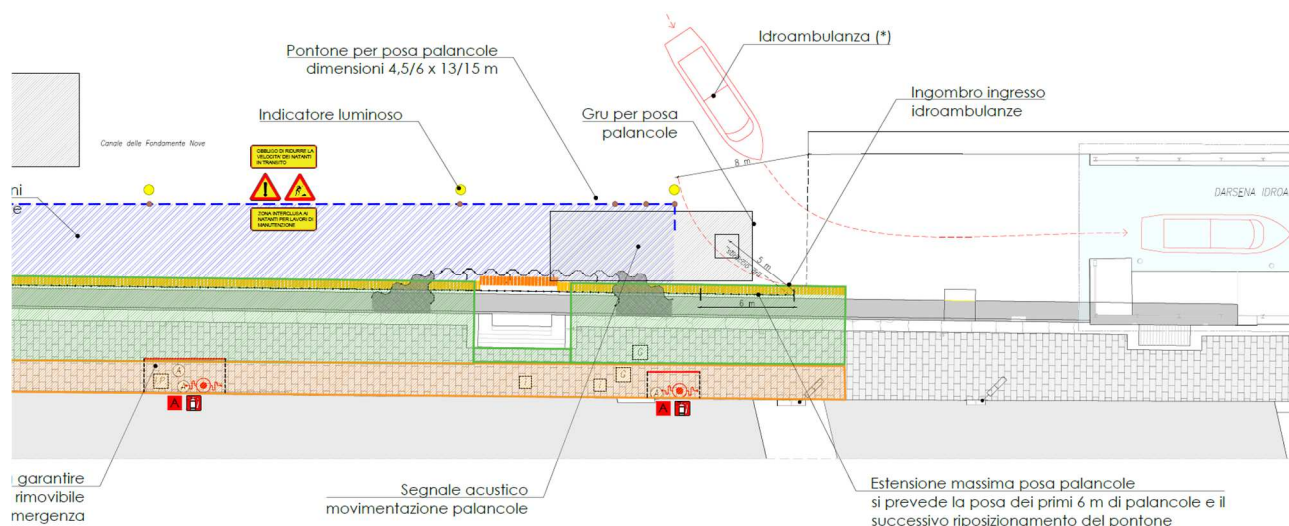 Pontone per posa palancole
dimensioni 4,5/6 x 13/15 m
Idroambulanza (*)
Indicatore luminoso
Gru per posa
palancole
Ingombro ingresso
idroambulanze
Canale delle Fondamente Nove
OBBLIGO DI RIDURRE LA
VELOCITA' DEI NATANTI
IN TRANSITO
ZONA INTERCLUSA AI
NATANTI PER LAVORI DI
MANUTENZIONE
ni
e
8 m
5 m
6 m
DARSENA IDROA
P
A
A
I
I
G
G
A
A
garantire
rimovibile
mergenza
Segnale acustico
movimentazione palancole
Estensione massima posa palancole
si prevede la posa dei primi 6 m di palancole e il
successivo riposizionamento del pontone